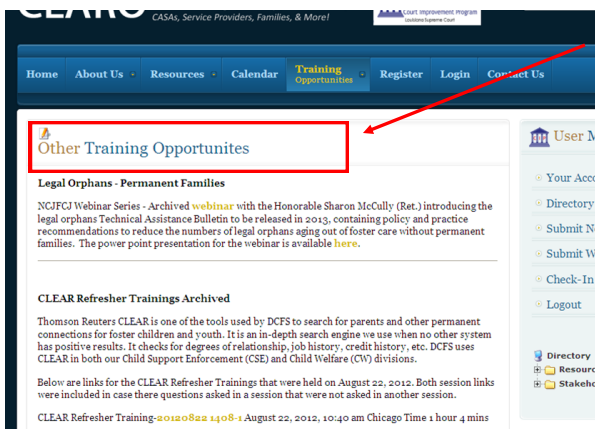 CASAs, Service Providers, Families, & More!
Court Improvement Program
Louisiana Supreme Court
Home About Us Resources Calendar Training Opportunities Register Login Contact Us
Other Training Opportunites
Legal Orphans - Permanent Families
NCJFCJ Webinar Series - Archived webinar with the Honorable Sharon McCully (Ret.) introducing the
legal orphans Technical Assistance Bulletin to be released in 2013, containing policy and practice
recommendations to reduce the numbers of legal orphans aging out of foster care without permanent
families. The power point presentation for the webinar is available here.
CLEAR Refresher Trainings Archived
Thomson Reuters CLEAR is one of the tools used by DCFS to search for parents and other permanent
connections for foster children and youth. It is an in-depth search engine we use when no other system
has positive results. It checks for degrees of relationship, job history, credit history, etc. DCFS uses
CLEAR in both our Child Support Enforcement (CSE) and Child Welfare (CW) divisions.
Below are links for the CLEAR Refresher Trainings that were held on August 22, 2012. Both session links
were included in case there questions asked in a session that were not asked in another session.
CLEAR Refresher Training-20120822 1408-1 August 22, 2012, 10:40 am Chicago Time 1 hour 4 mins
User M
Your Acco
Directory
Submit N
Submit W
Check-In
Logout
Directory
Resourc
Stakeho